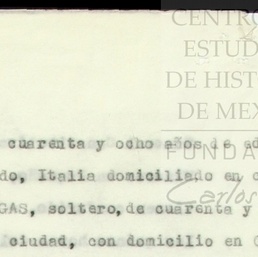 CENTRO
ESTUD
DE HIST
DE MEX
FUNDA
Carlos
cuarenta y ocho años de ed
do, Italia domiciliado en c
GAS, soltero, de cuarenta y
ciudad, con domicilio en C